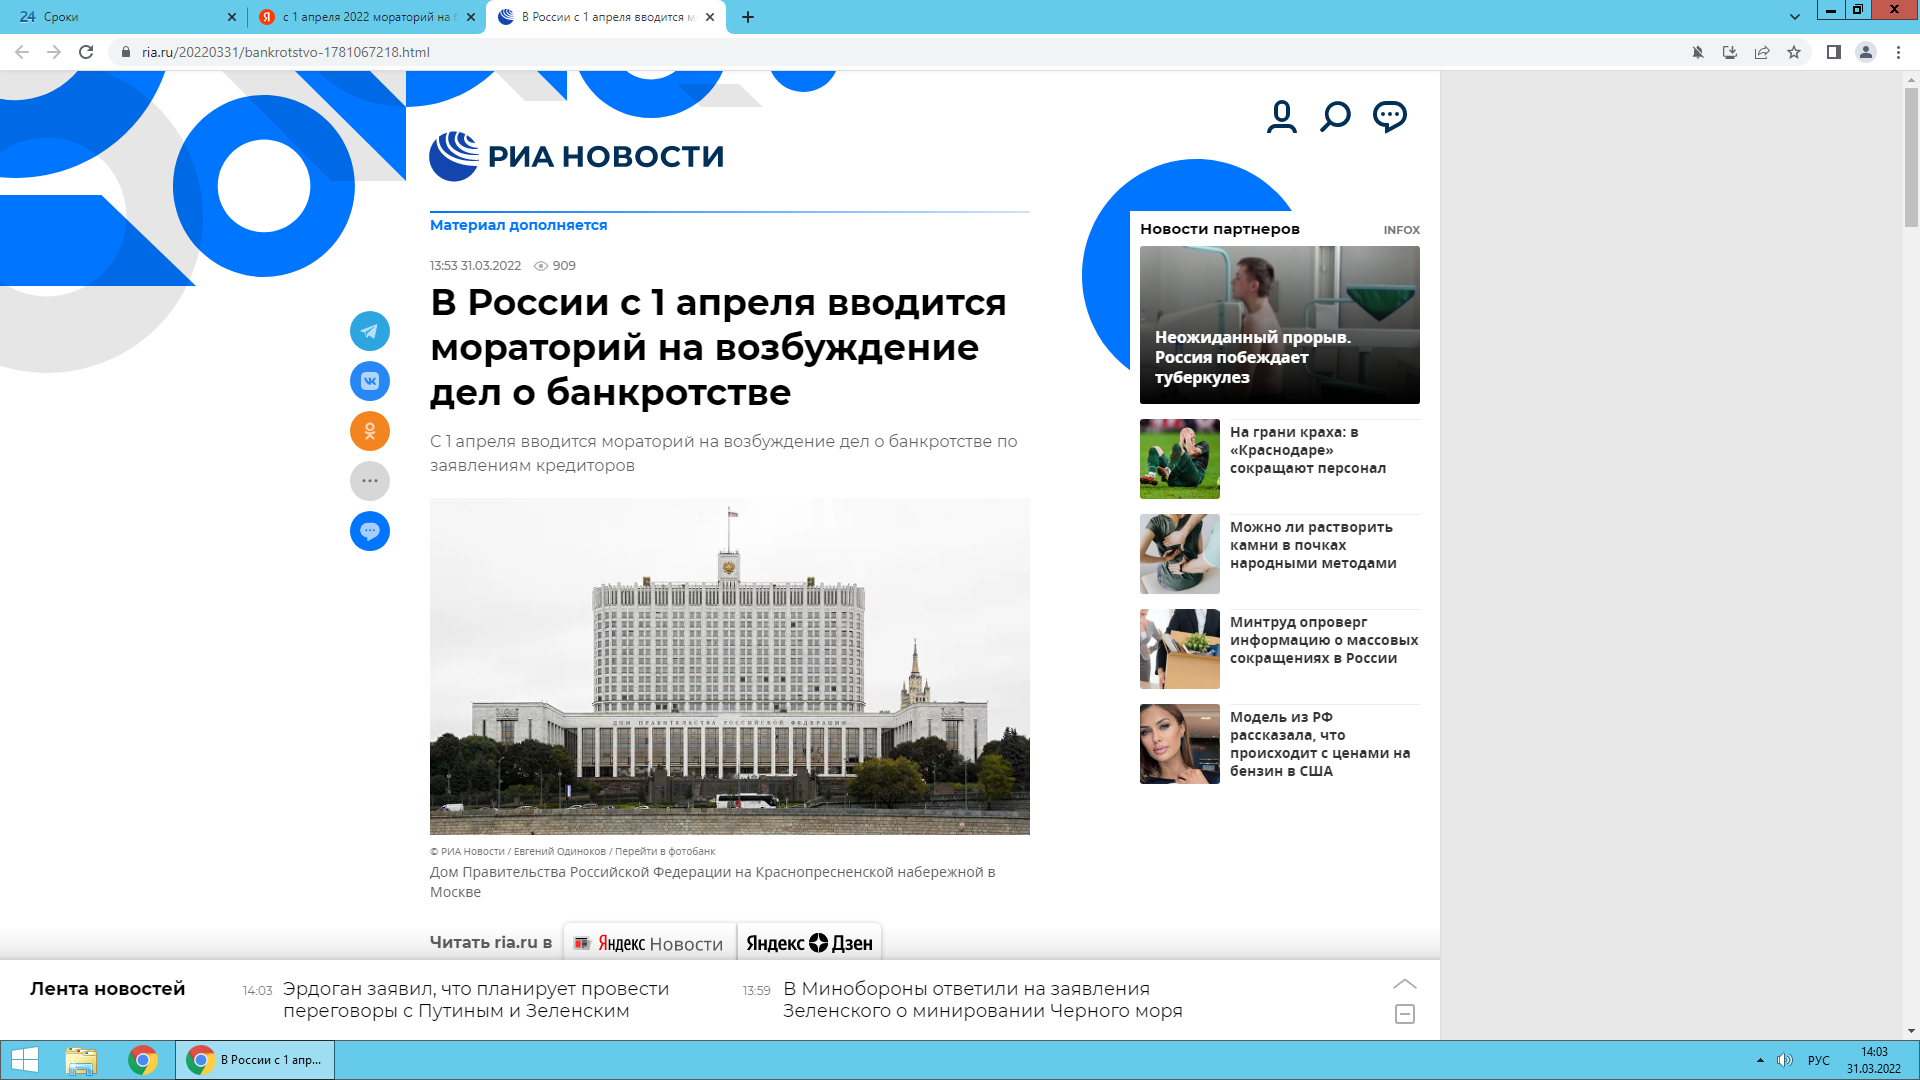 24 Сроки
Я с 1 апреля 2022 мораторий на
В России с 1 апреля вводится м
ria.ru/20220331/bankrotstvo-1781067218.html
РИА НОВОСТИ
Материал дополняется
13:53 31.03.2022 909
В России с 1 апреля вводится
мораторий на возбуждение
дел о банкротстве
С 1 апреля вводится мораторий на возбуждение дел о банкротстве по
заявлениям кредиторов
ДОМ ПРАВИТЕЛЬСТВА РОССИЙСКОЙ ФЕДЕРАЦИИ
© РИА Новости / Евгений Одиноков / Перейти в фотобанк
Дом Правительства Российской Федерации на Краснопресненской набережной в
Москве
Читать ria.ru в
Яндекс Новости
Яндекс Дзен
Новости партнеров INFOX
Неожиданный прорыв.
Россия побеждает
туберкулез
На грани краха: в
«Краснодаре»
сокращают персонал
Можно ли растворить
камни в почках
народными методами
Минтруд опроверг
информацию о массовых
сокращениях в России
Модель из РФ
рассказала, что
происходит с ценами на
бензин в США
Лента новостей
14:03 Эрдоган заявил, что планирует провести
переговоры с Путиным и Зеленским
13:59 В Минобороны ответили на заявления
Зеленского о минировании Черного моря
В России с 1 апр...
РУС
14:03
31.03.2022